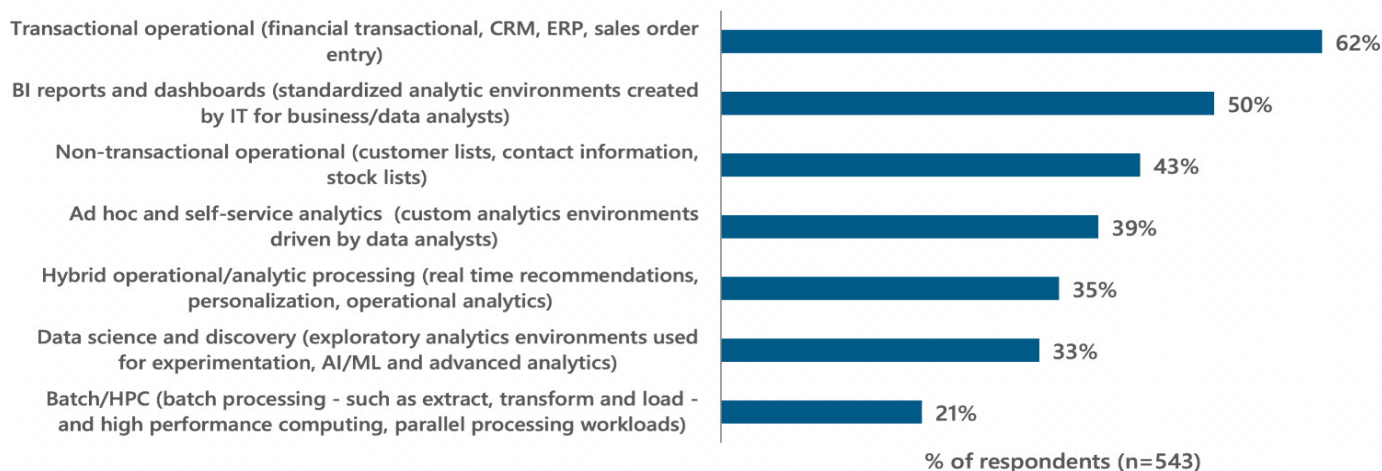 Transactional operational (financial transactional, CRM, ERP, sales order
entry)
62%
BI reports and dashboards (standardized analytic environments created
by IT for business/data analysts)
50%
Non-transactional operational (customer lists, contact information,
stock lists)
43%
Ad hoc and self-service analytics (custom analytics environments
driven by data analysts)
39%
Hybrid operational/analytic processing (real time recommendations,
personalization, operational analytics)
35%
Data science and discovery (exploratory analytics environments used
for experimentation, AI/ML and advanced analytics)
33%
Batch/HPC (batch processing - such as extract, transform and load -
and high performance computing, parallel processing workloads)
21%
% of respondents (n=543)